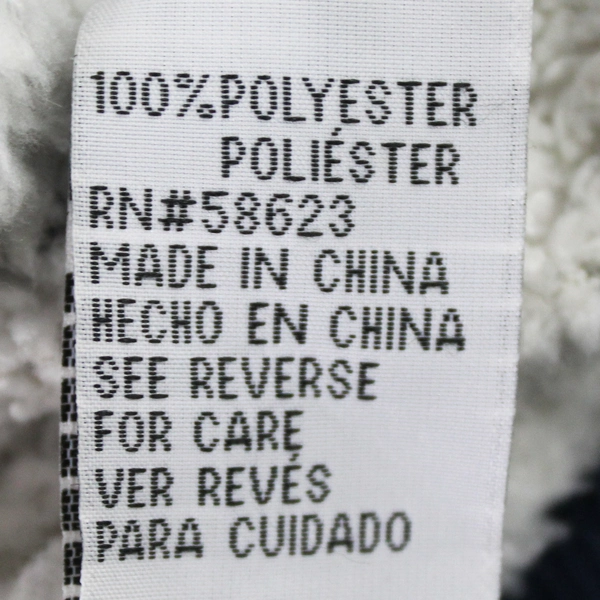 100%POLYESTER
POLIÉSTER
RN#58623
MADE IN CHINA
HECHO EN CHINA
SEE REVERSE
FOR CARE
VER REVÉS
PARA CUIDADO